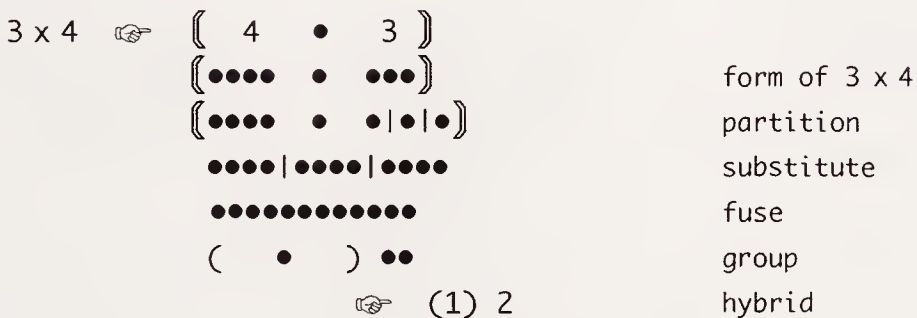 3 x 4 ☞ ⟪ 4 • 3 ⟫
⟪ •••• • ••• ⟫ form of 3 x 4
⟪ •••• • •|•|• ⟫ partition
••••|••••|•••• substitute
•••••••••••• fuse
( • ) •• group
☞ (1) 2 hybrid